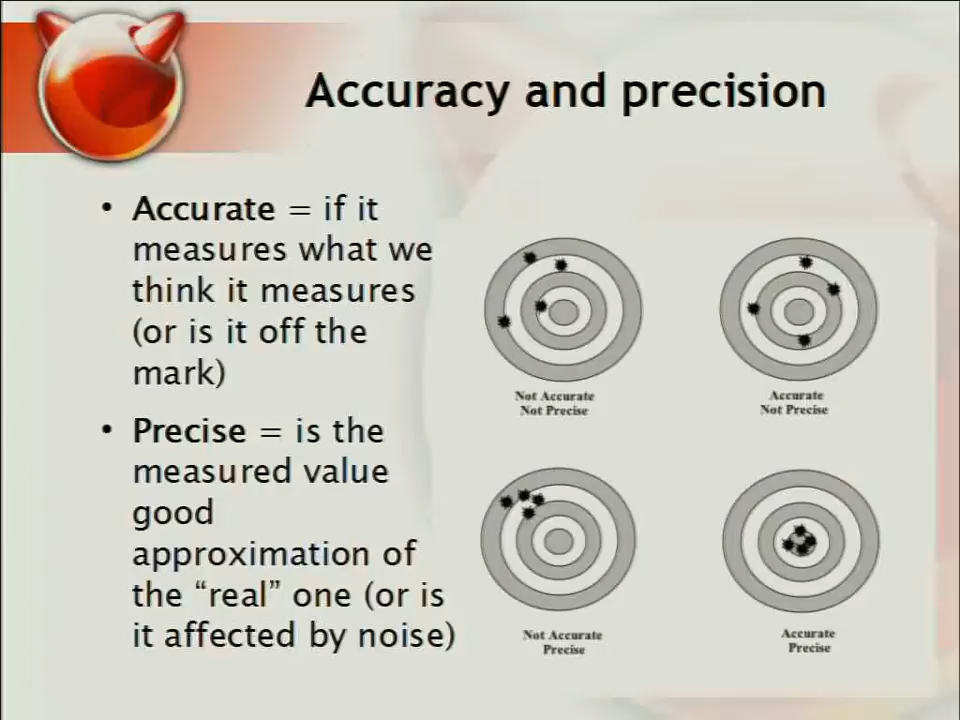 Accuracy and precision
• Accurate = if it
measures what we
think it measures
(or is it off the
mark)
• Precise = is the
measured value
good
approximation of
the “real” one (or is
it affected by noise)
Not Accurate
Not Precise
Accurate
Not Precise
Not Accurate
Precise
Accurate
Precise